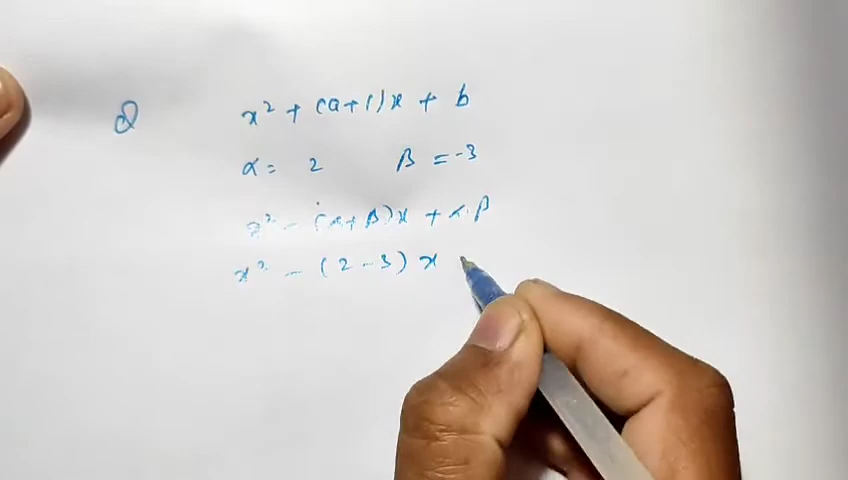 Q x² + (a+1)x + b
α = 2 β = -3
x² - (α+β)x + α.β
x² - (2-3) x